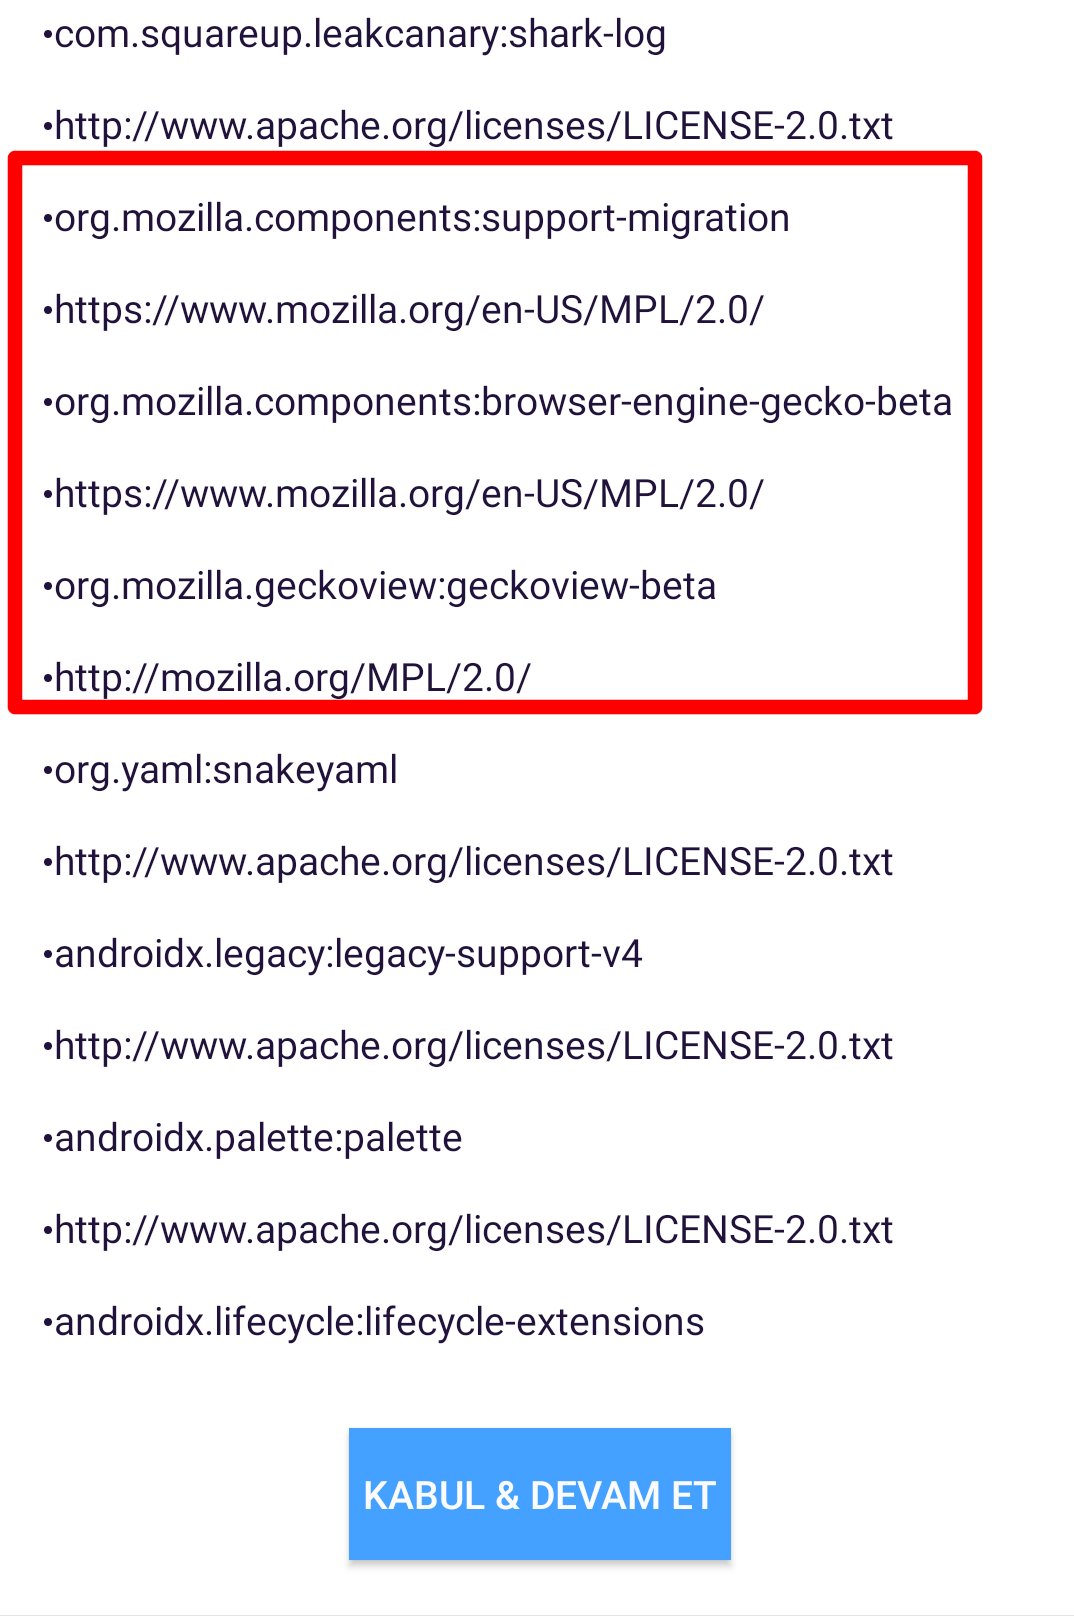 •com.squareup.leakcanary:shark-log
•http://www.apache.org/licenses/LICENSE-2.0.txt
•org.mozilla.components:support-migration
•https://www.mozilla.org/en-US/MPL/2.0/
•org.mozilla.components:browser-engine-gecko-beta
•https://www.mozilla.org/en-US/MPL/2.0/
•org.mozilla.geckoview:geckoview-beta
•http://mozilla.org/MPL/2.0/
•org.yaml:snakeyaml
•http://www.apache.org/licenses/LICENSE-2.0.txt
•androidx.legacy:legacy-support-v4
•http://www.apache.org/licenses/LICENSE-2.0.txt
•androidx.palette:palette
•http://www.apache.org/licenses/LICENSE-2.0.txt
•androidx.lifecycle:lifecycle-extensions
KABUL & DEVAM ET